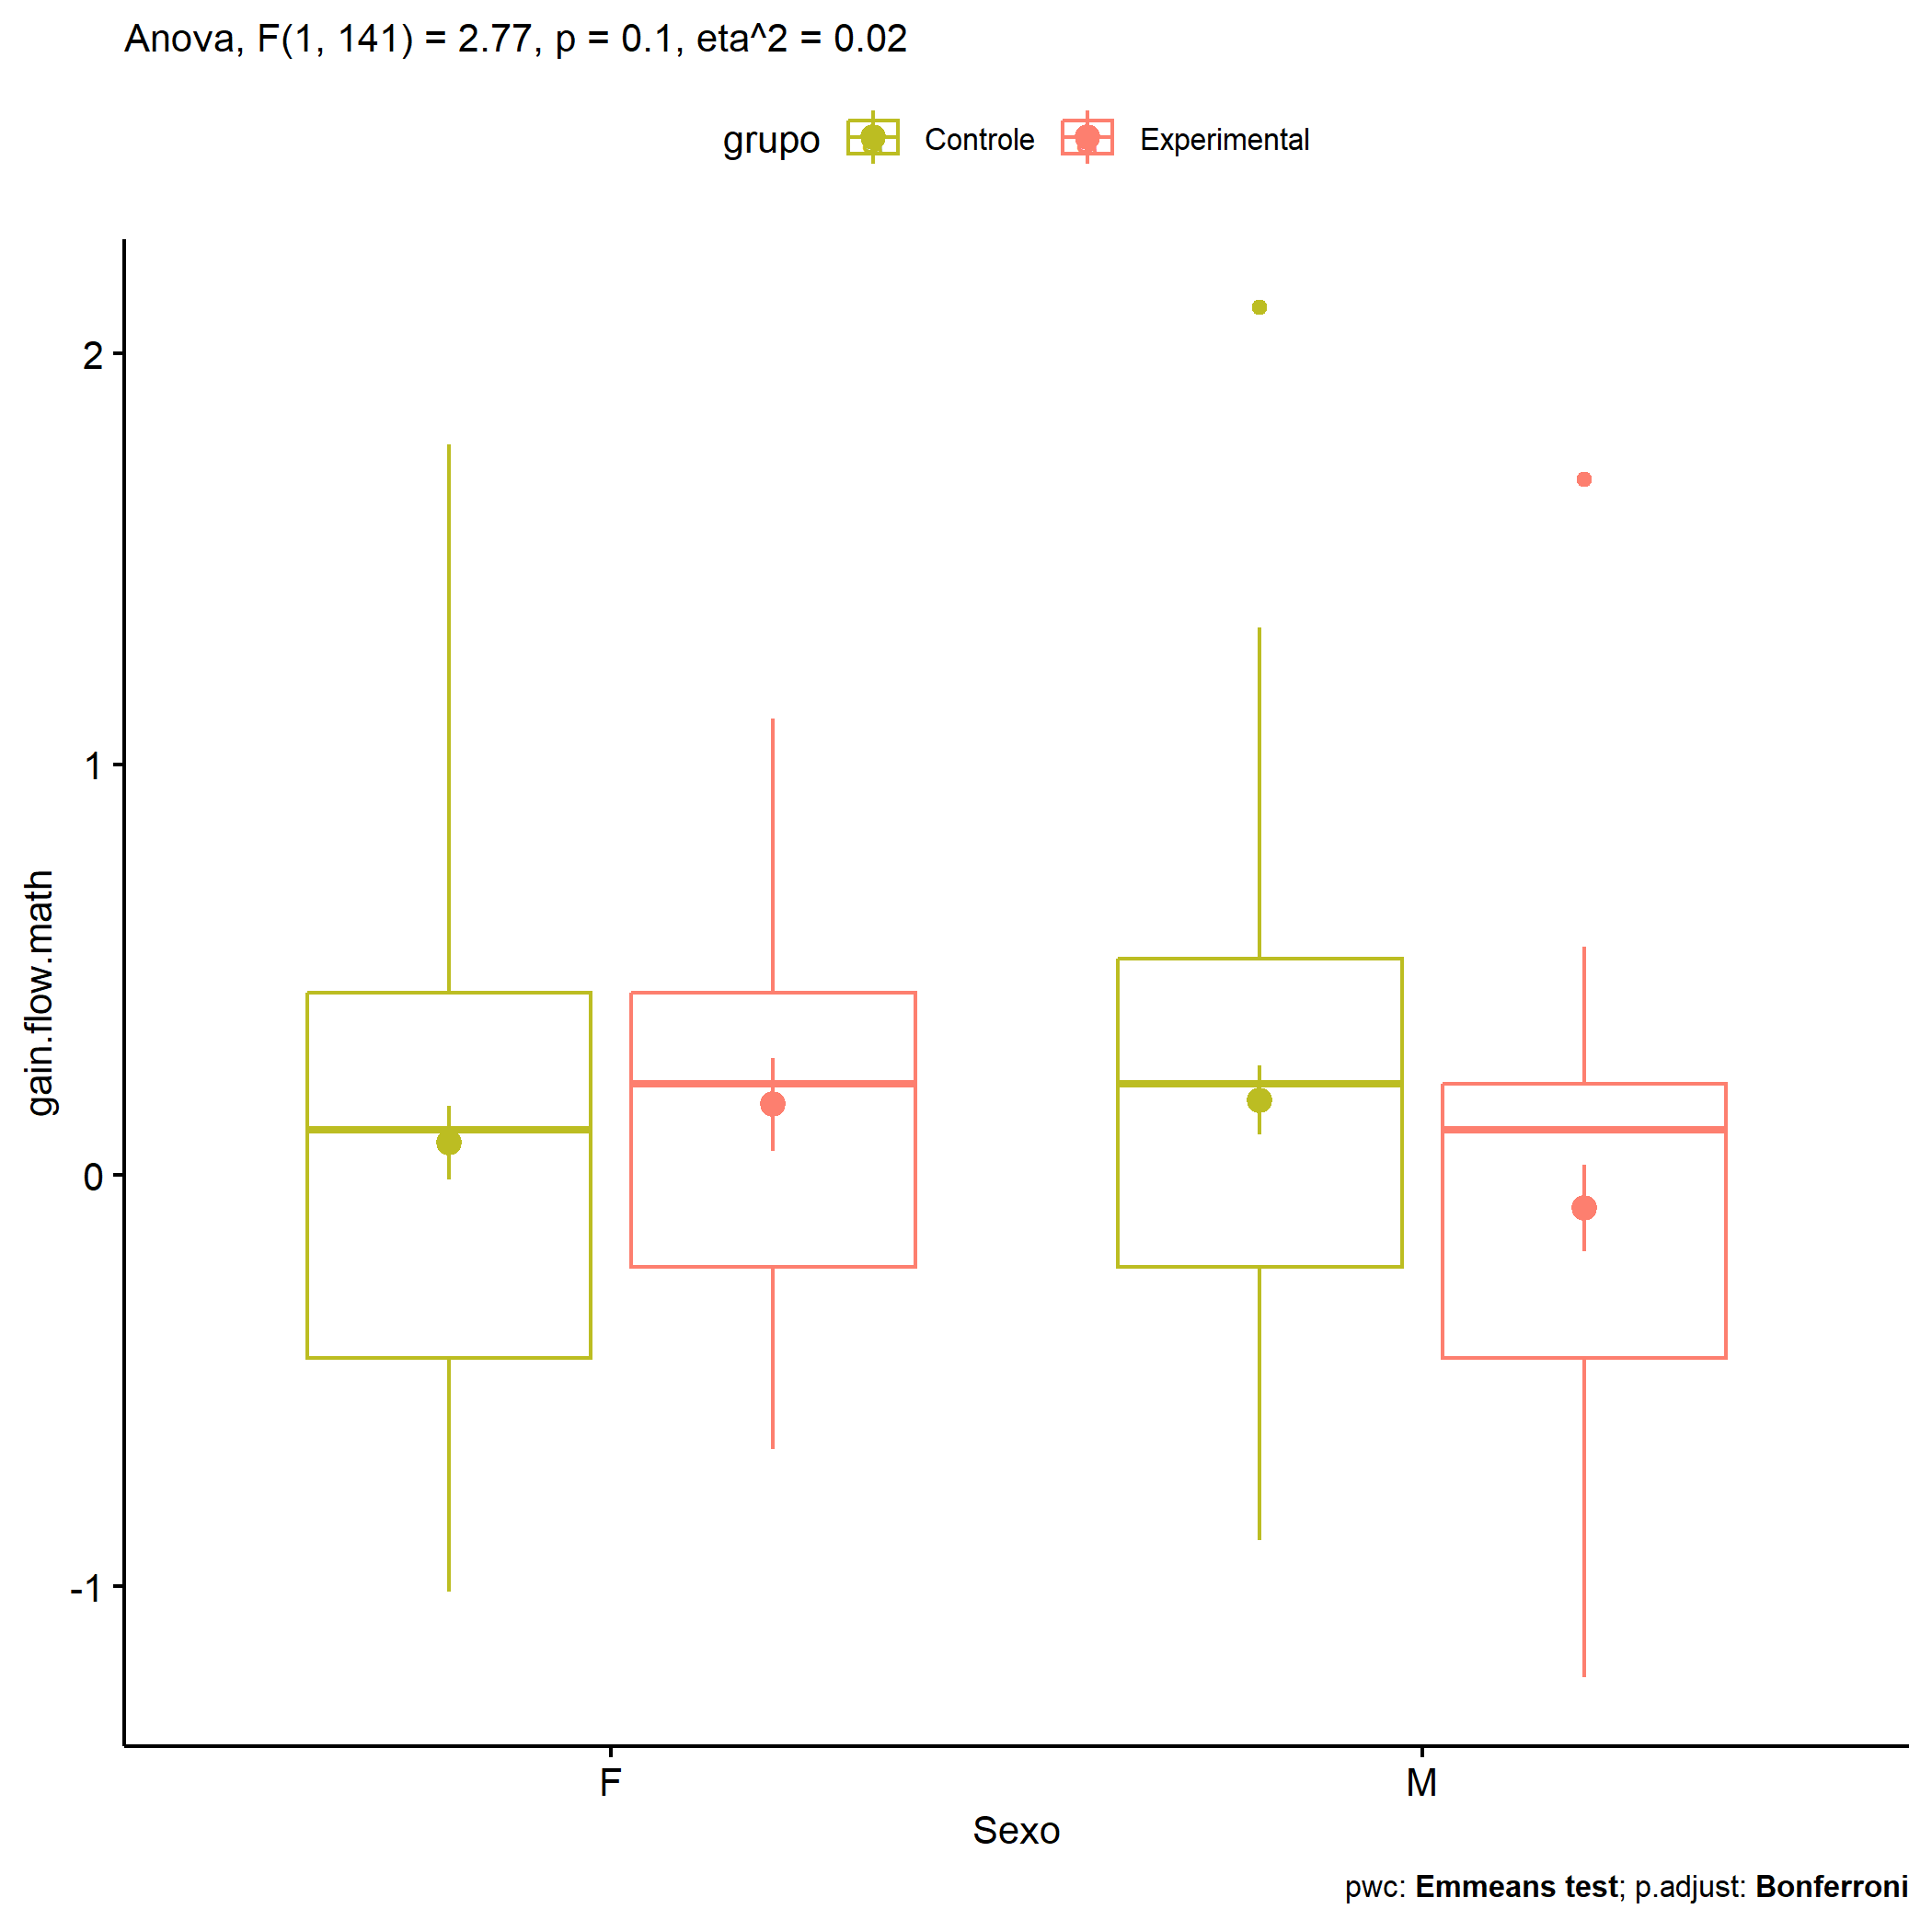 Anova, F(1, 141) = 2.77, p = 0.1, eta^2 = 0.02
grupo Controle Experimental
gain.flow.math
2
1
0
-1
F M
Sexo
pwc: Emmeans test; p.adjust: Bonferroni